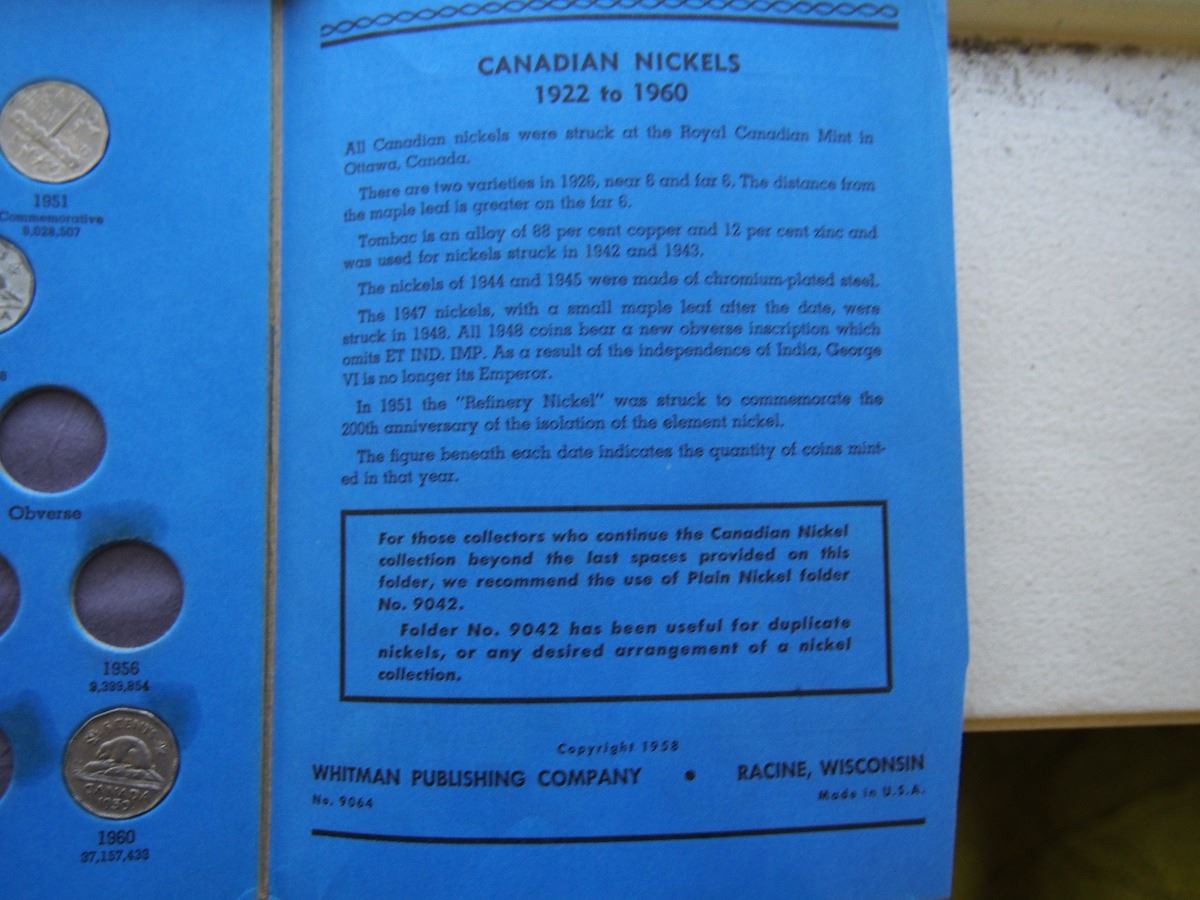 1951
Commemorative
9,028,507
8
Obverse
1956
9,399,854
5 CENTS
CANADA
1960
37,157,433
CANADIAN NICKELS
1922 to 1960
All Canadian nickels were struck at the Royal Canadian Mint in
Ottawa, Canada.
There are two varieties in 1926, near 6 and far 6. The distance from
the maple leaf is greater on the far 6.
Tombac is an alloy of 88 per cent copper and 12 per cent zinc and
was used for nickels struck in 1942 and 1943.
The nickels of 1944 and 1945 were made of chromium-plated steel.
The 1947 nickels, with a small maple leaf after the date, were
struck in 1948. All 1948 coins bear a new obverse inscription which
omits ET IND. IMP. As a result of the independence of India, George
VI is no longer its Emperor.
In 1951 the "Refinery Nickel" was struck to commemorate the
200th anniversary of the isolation of the element nickel.
The figure beneath each date indicates the quantity of coins mint-
ed in that year.
For those collectors who continue the Canadian Nickel
collection beyond the last spaces provided on this
folder, we recommend the use of Plain Nickel folder
No. 9042.
Folder No. 9042 has been useful for duplicate
nickels, or any desired arrangement of a nickel
collection.
Copyright 1958
WHITMAN PUBLISHING COMPANY • RACINE, WISCONSIN
No. 9064
Made in U.S.A.